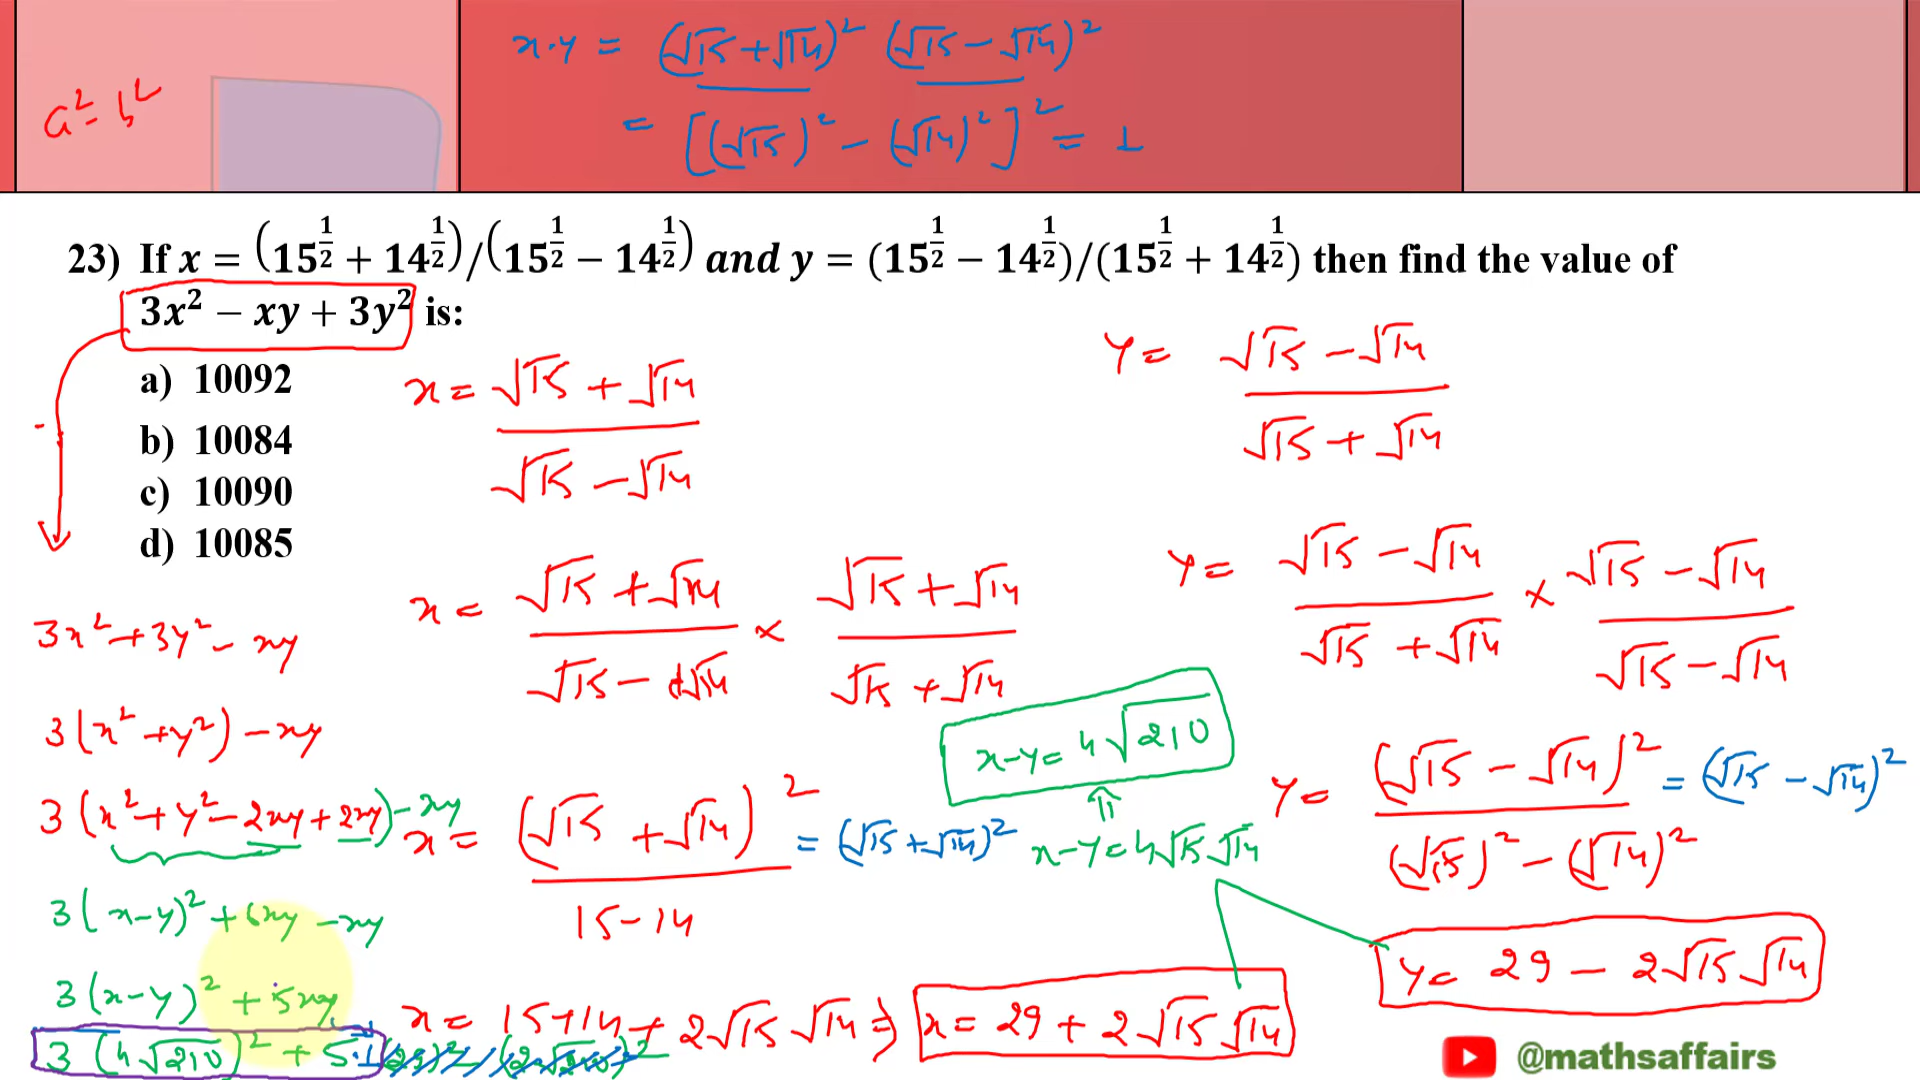 x·y = (√15+√14)² (√15−√14)²
a²−b²
= [(√15)² − (√14)²]² = 1
23) If x = (15^{1/2} + 14^{1/2})/(15^{1/2} − 14^{1/2}) and y = (15^{1/2} − 14^{1/2})/(15^{1/2} + 14^{1/2}) then find the value of
3x² − xy + 3y² is:
a) 10092
b) 10084
c) 10090
d) 10085
x = (√15 + √14)/(√15 − √14)
y = (√15 − √14)/(√15 + √14)
x = (√15 + √14)/(√15 − √14) × (√15 + √14)/(√15 + √14)
y = (√15 − √14)/(√15 + √14) × (√15 − √14)/(√15 − √14)
3x² + 3y² − xy
3(x² + y²) − xy
3(x² + y² − 2xy + 2xy) − xy
3(x−y)² + 6xy − xy
3(x−y)² + 5xy
3(4√210)² + 5·1
x = (√15 + √14)²/(15−14) = (√15 + √14)²
x = 15+14+2√15 √14 ⇒ x = 29 + 2√15 √14
x−y = 4√210
x−y = 4√15 √14
y = (√15 − √14)²/((√15)² − (√14)²) = (√15 − √14)²
y = 29 − 2√15 √14
@mathsaffairs